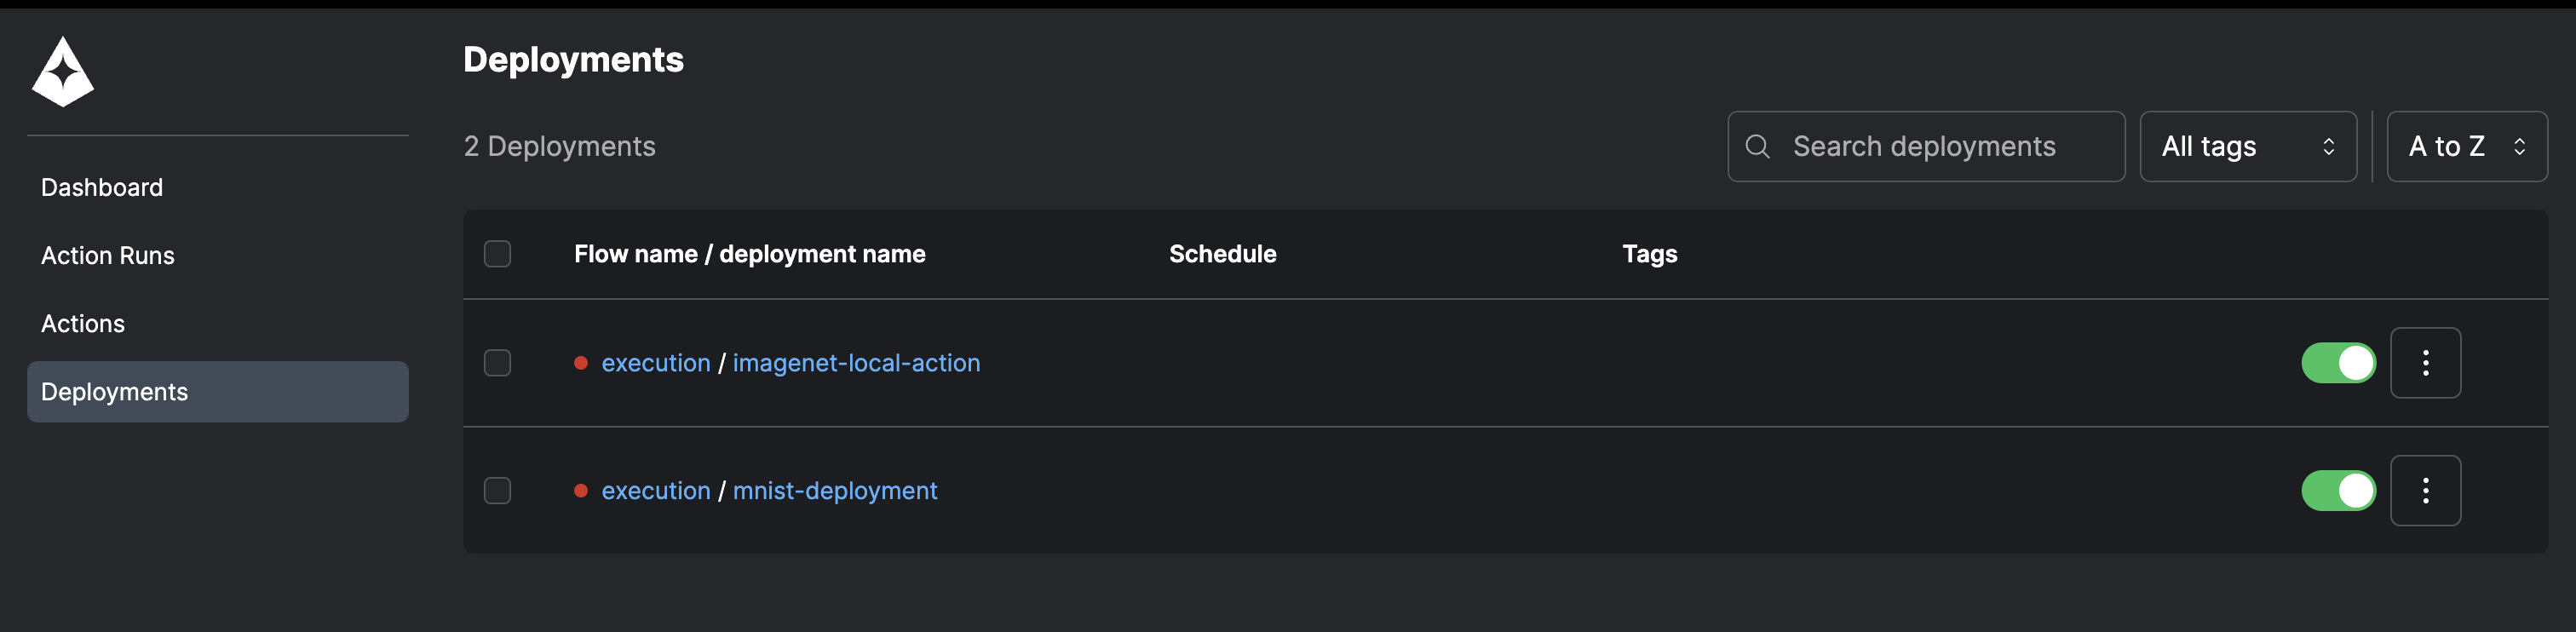 Deployments
2 Deployments
Search deployments
All tags
A to Z
Dashboard
Action Runs
Actions
Deployments
Flow name / deployment name
Schedule
Tags
execution / imagenet-local-action
execution / mnist-deployment